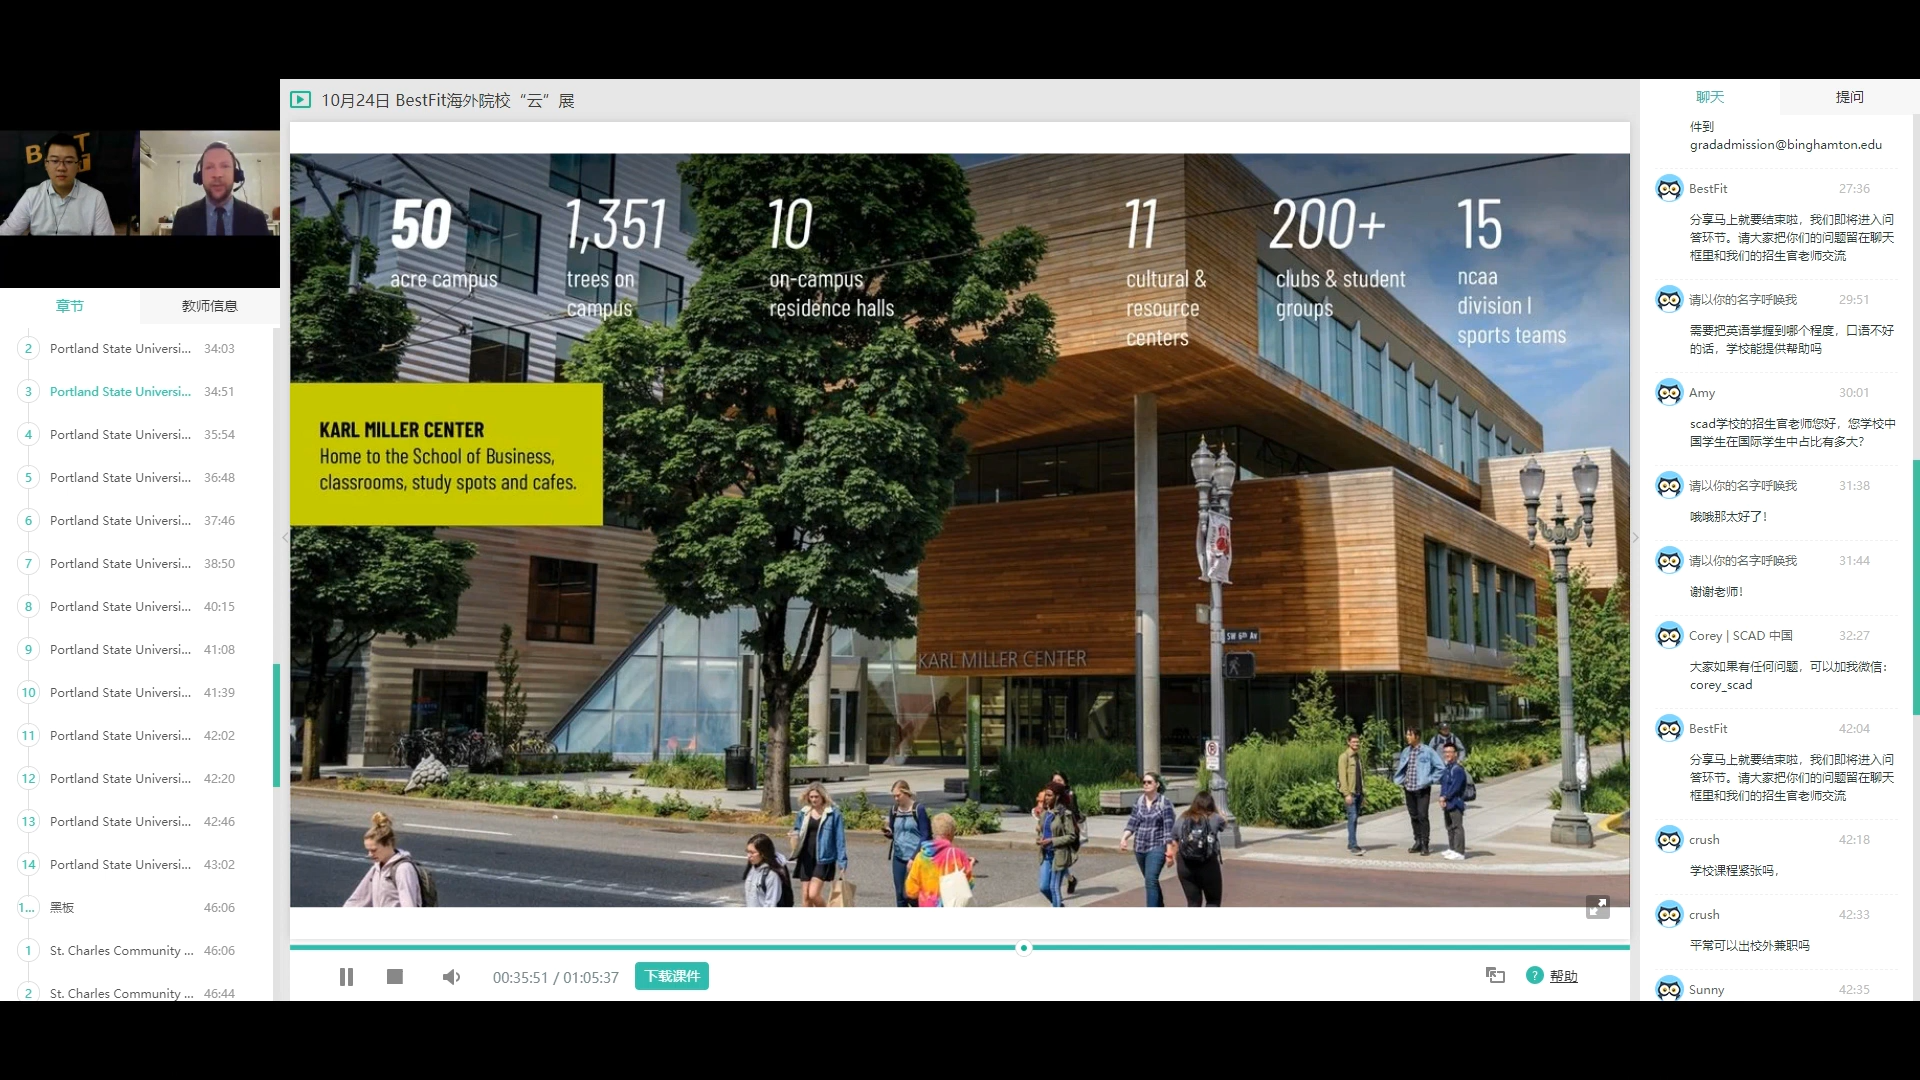 10月24日 BestFit海外院校“云”展
章节
教师信息
2 Portland State Universi... 34:03
3 Portland State Universi... 34:51
4 Portland State Universi... 35:54
5 Portland State Universi... 36:48
6 Portland State Universi... 37:46
7 Portland State Universi... 38:50
8 Portland State Universi... 40:15
9 Portland State Universi... 41:08
10 Portland State Universi... 41:39
11 Portland State Universi... 42:02
12 Portland State Universi... 42:20
13 Portland State Universi... 42:46
14 Portland State Universi... 43:02
1... 黑板 46:06
1 St. Charles Community ... 46:06
2 St. Charles Community ... 46:44
50
acre campus
1,351
trees on
campus
10
on-campus
residence halls
11
cultural &
resource
centers
200+
clubs & student
groups
15
ncaa
division I
sports teams
KARL MILLER CENTER
Home to the School of Business,
classrooms, study spots and cafes.
SW 6th Av
KARL MILLER CENTER
00:35:51 / 01:05:37
下载课件
? 帮助
聊天
提问
件到
gradadmission@binghamton.edu
BestFit 27:36
分享马上就要结束啦，我们即将进入问
答环节。请大家把你们的问题留在聊天
框里和我们的招生官老师交流
请以你的名字呼唤我 29:51
需要把英语掌握到哪个程度，口语不好
的话，学校能提供帮助吗
Amy 30:01
scad学校的招生官老师您好，您学校中
国学生在国际学生中占比有多大？
请以你的名字呼唤我 31:38
哦哦那太好了！
请以你的名字呼唤我 31:44
谢谢老师！
Corey | SCAD 中国 32:27
大家如果有任何问题，可以加我微信：
corey_scad
BestFit 42:04
分享马上就要结束啦，我们即将进入问
答环节。请大家把你们的问题留在聊天
框里和我们的招生官老师交流
crush 42:18
学校课程紧张吗，
crush 42:33
平常可以出校外兼职吗
Sunny 42:35